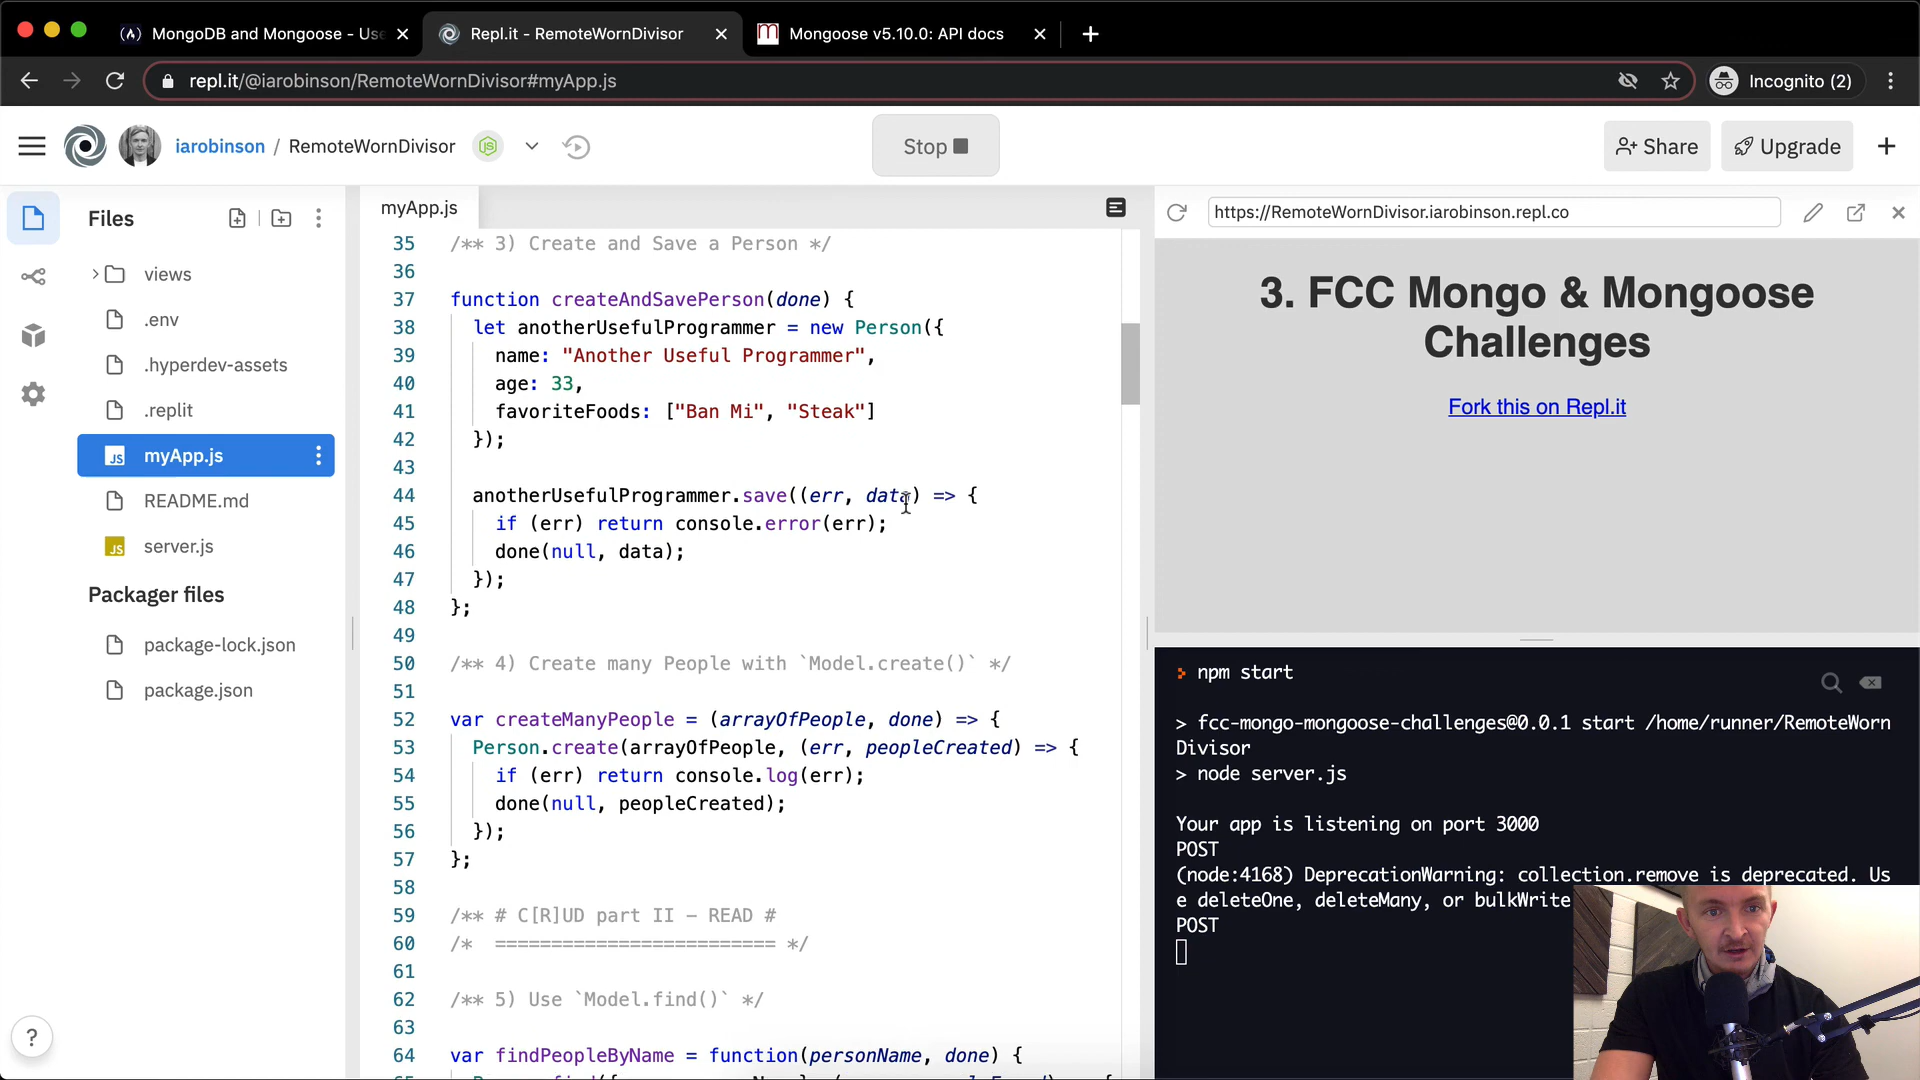 MongoDB and Mongoose - Use
Repl.it - RemoteWornDivisor
Mongoose v5.10.0: API docs
repl.it/@iarobinson/RemoteWornDivisor#myApp.js
Incognito (2)
iarobinson / RemoteWornDivisor
Stop
Share
Upgrade
Files
views
.env
.hyperdev-assets
.replit
myApp.js
README.md
server.js
Packager files
package-lock.json
package.json
myApp.js
35 /** 3) Create and Save a Person */
36
37 function createAndSavePerson(done) {
38 let anotherUsefulProgrammer = new Person({
39 name: "Another Useful Programmer",
40 age: 33,
41 favoriteFoods: ["Ban Mi", "Steak"]
42 });
43
44 anotherUsefulProgrammer.save((err, data) => {
45 if (err) return console.error(err);
46 done(null, data);
47 });
48 };
49
50 /** 4) Create many People with `Model.create()` */
51
52 var createManyPeople = (arrayOfPeople, done) => {
53 Person.create(arrayOfPeople, (err, peopleCreated) => {
54 if (err) return console.log(err);
55 done(null, peopleCreated);
56 });
57 };
58
59 /** # C[R]UD part II - READ #
60 /* ========================= */
61
62 /** 5) Use `Model.find()` */
63
64 var findPeopleByName = function(personName, done) {
https://RemoteWornDivisor.iarobinson.repl.co
3. FCC Mongo & Mongoose
Challenges
Fork this on Repl.it
npm start
> fcc-mongo-mongoose-challenges@0.0.1 start /home/runner/RemoteWorn
Divisor
> node server.js
Your app is listening on port 3000
POST
(node:4168) DeprecationWarning: collection.remove is deprecated. Us
e deleteOne, deleteMany, or bulkWrite
POST